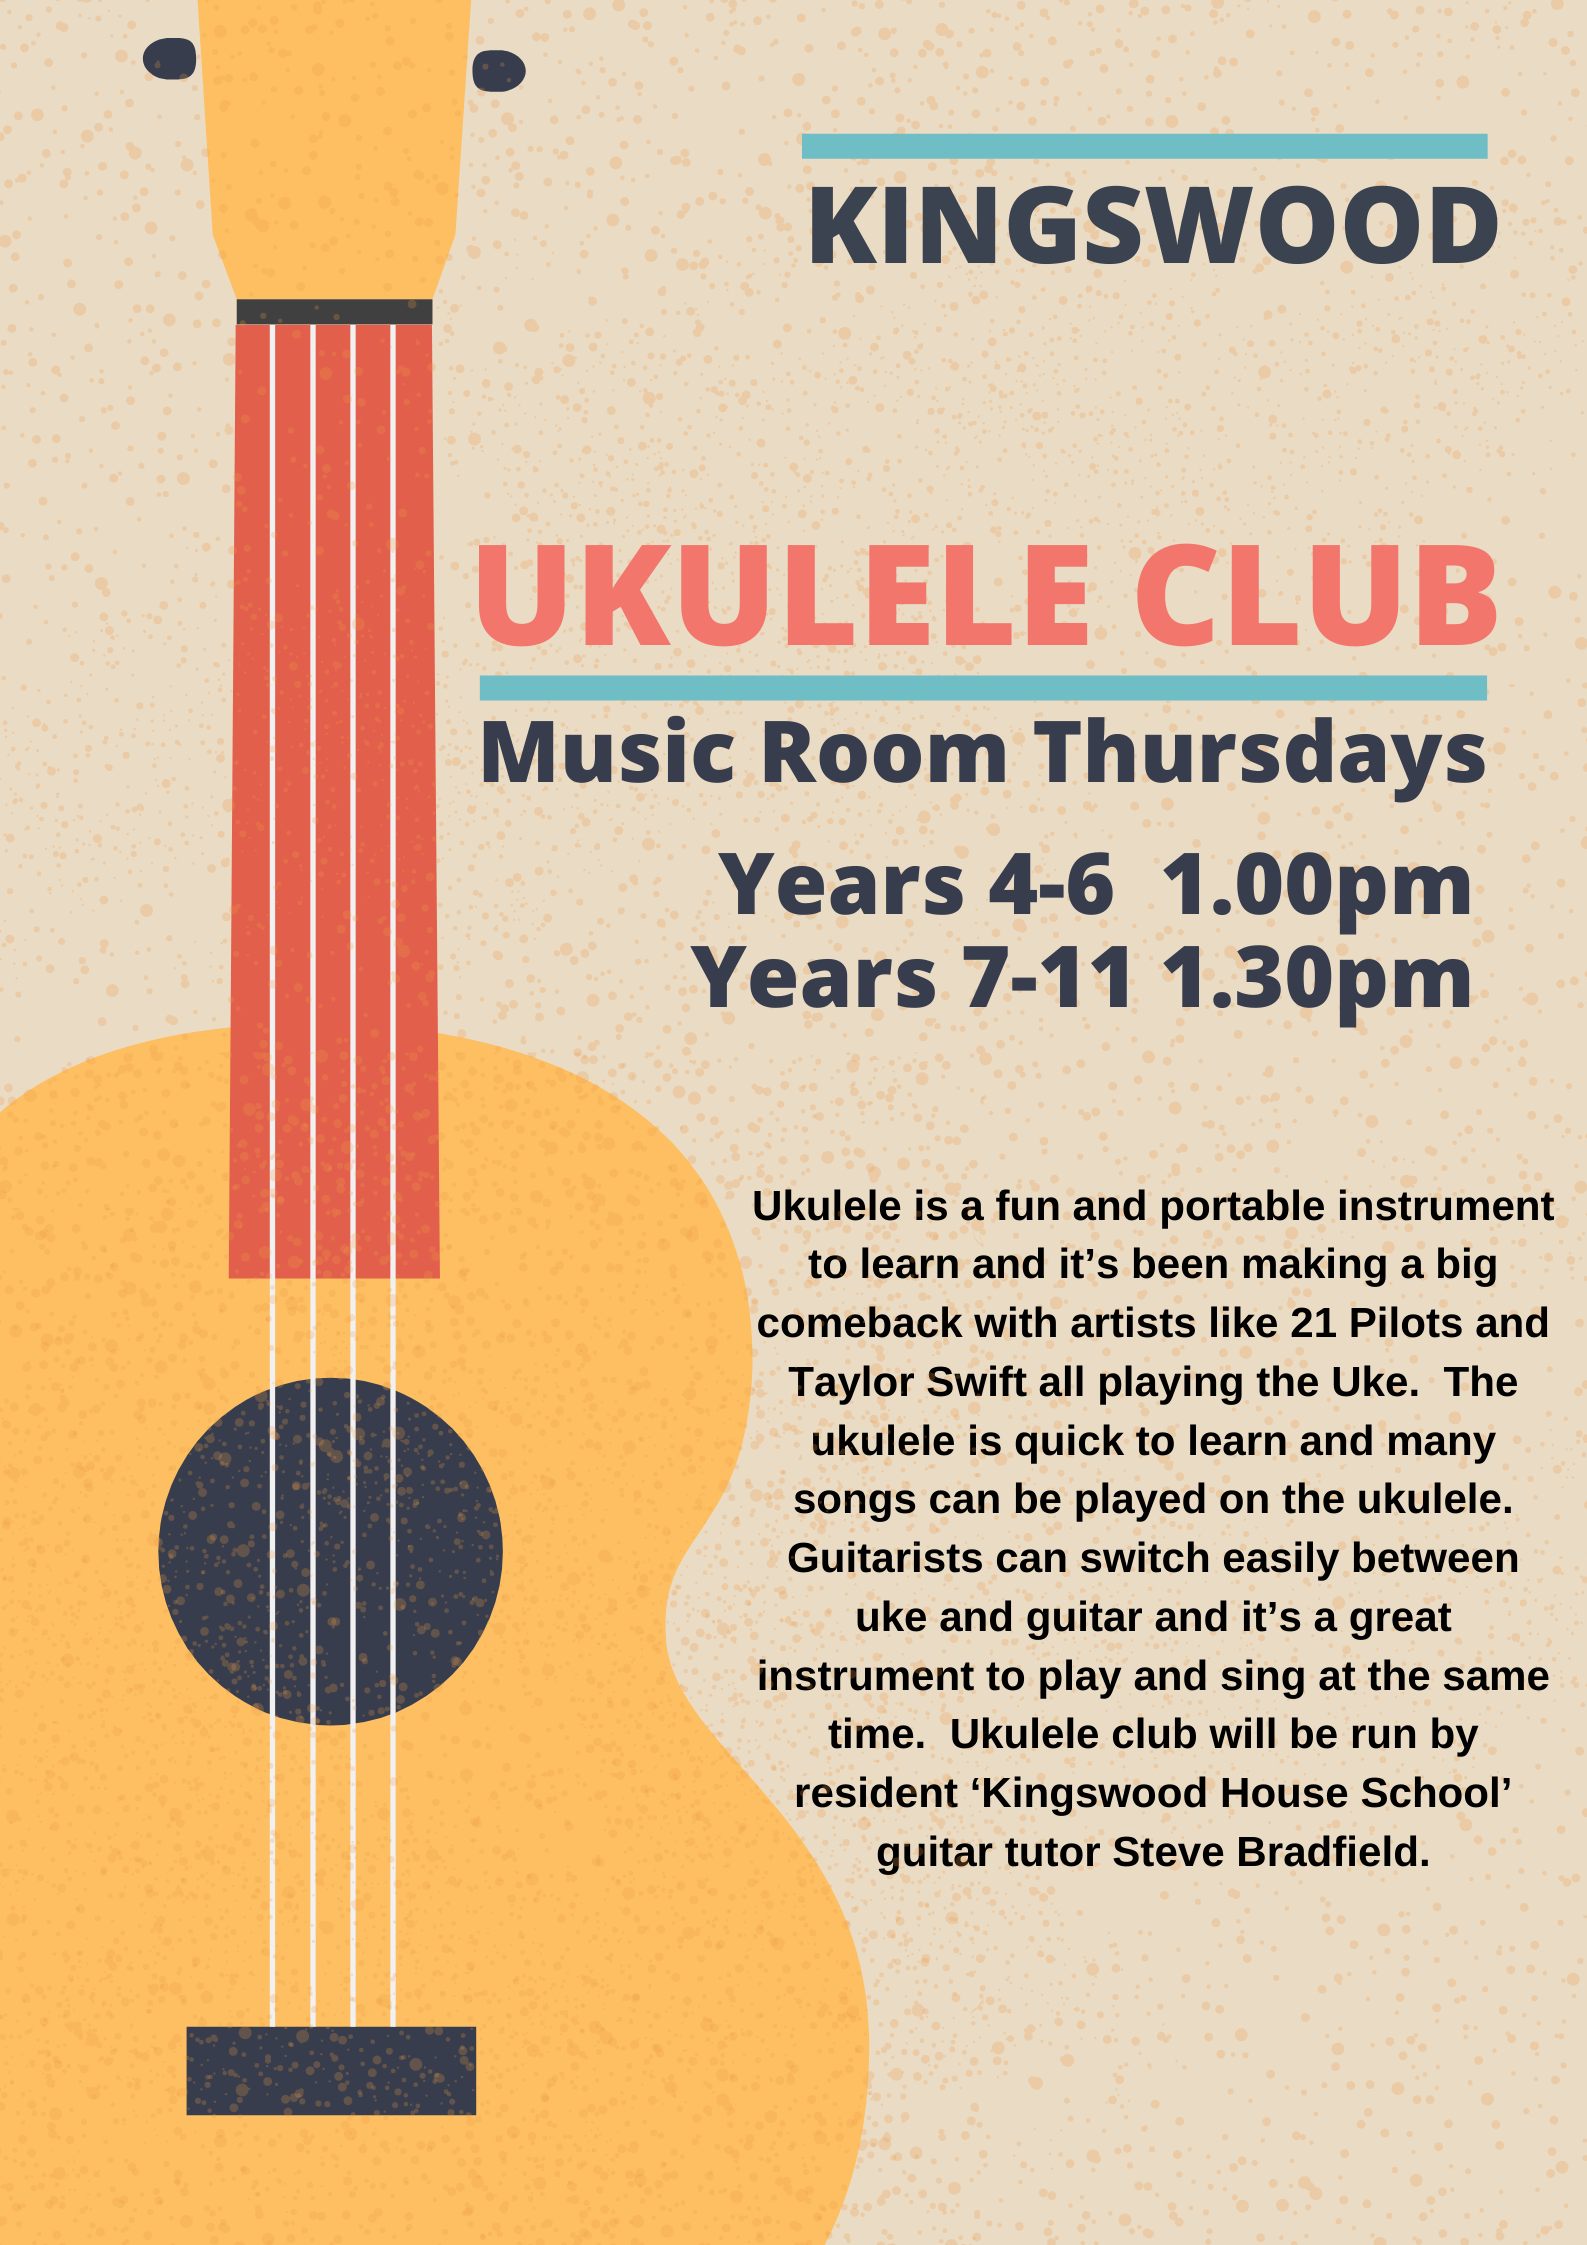 KINGSWOOD
UKULELE CLUB
Music Room Thursdays
Years 4-6  1.00pm
Years 7-11 1.30pm
Ukulele is a fun and portable instrument
to learn and it’s been making a big
comeback with artists like 21 Pilots and
Taylor Swift all playing the Uke.  The
ukulele is quick to learn and many
songs can be played on the ukulele.
Guitarists can switch easily between
uke and guitar and it’s a great
instrument to play and sing at the same
time.  Ukulele club will be run by
resident ‘Kingswood House School’
guitar tutor Steve Bradfield.